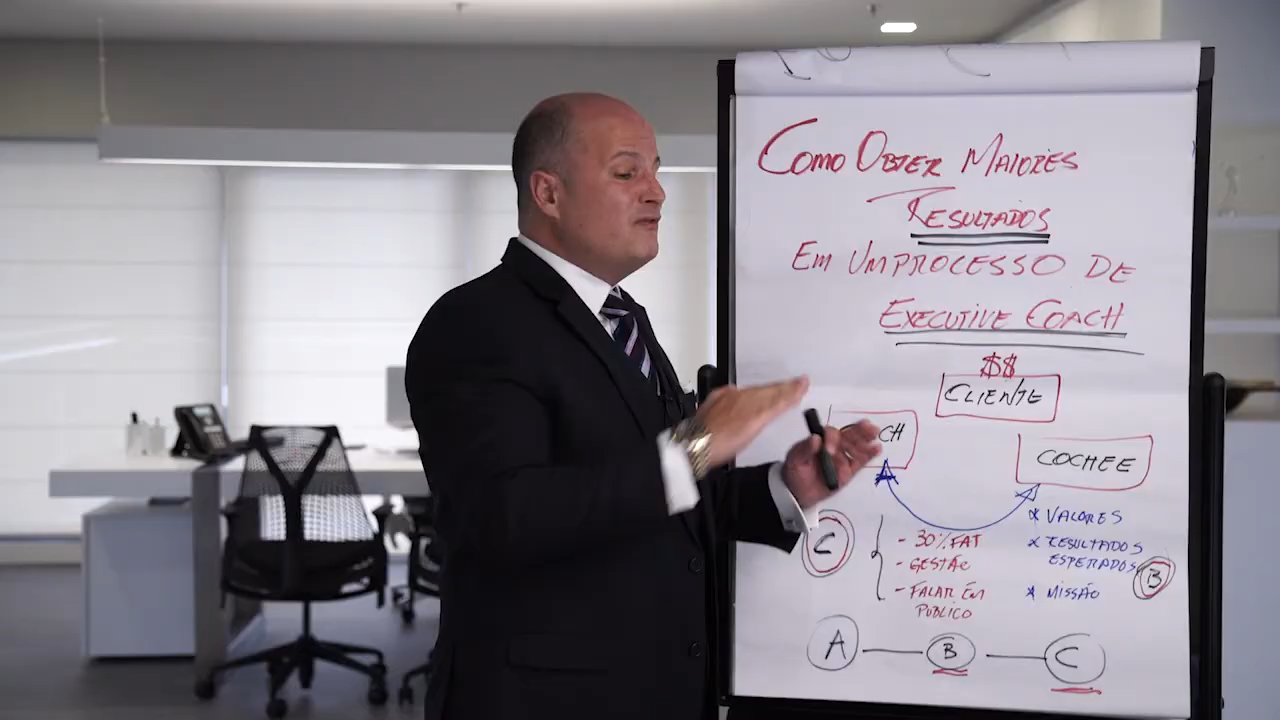 COMO OBTER MAIORES
RESULTADOS
EM UM PROCESSO DE
EXECUTIVE COACH
$$
CLIENTE
CH
COCHEE
* VALORES
* RESULTADOS
ESPERADOS
B
* MISSÃO
C
- 30% FAT
- GESTÃO
- FALAR EM
PUBLICO
A — B — C